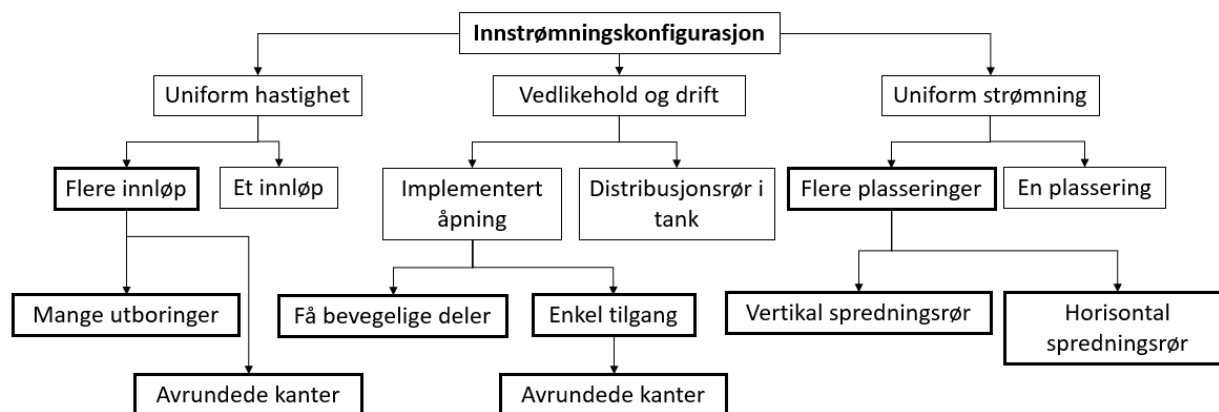 Innstrømningskonfigurasjon
Uniform hastighet
Vedlikehold og drift
Uniform strømning
Flere innløp
Et innløp
Implementert
åpning
Distribusjonsrør i
tank
Flere plasseringer
En plassering
Mange utboringer
Få bevegelige deler
Enkel tilgang
Vertikal spredningsrør
Horisontal
spredningsrør
Avrundede kanter
Avrundede kanter